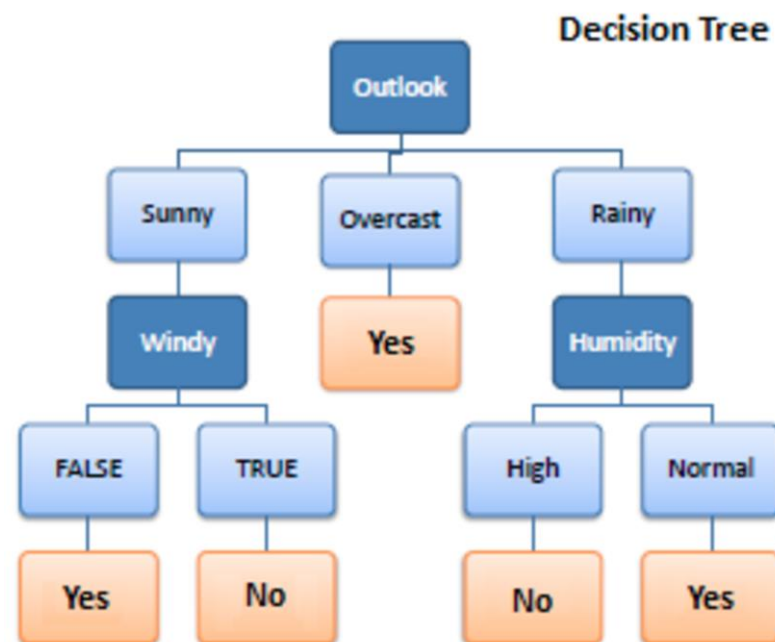 Decision Tree
Outlook
Sunny
Overcast
Rainy
Windy
Yes
Humidity
FALSE
TRUE
High
Normal
Yes
No
No
Yes